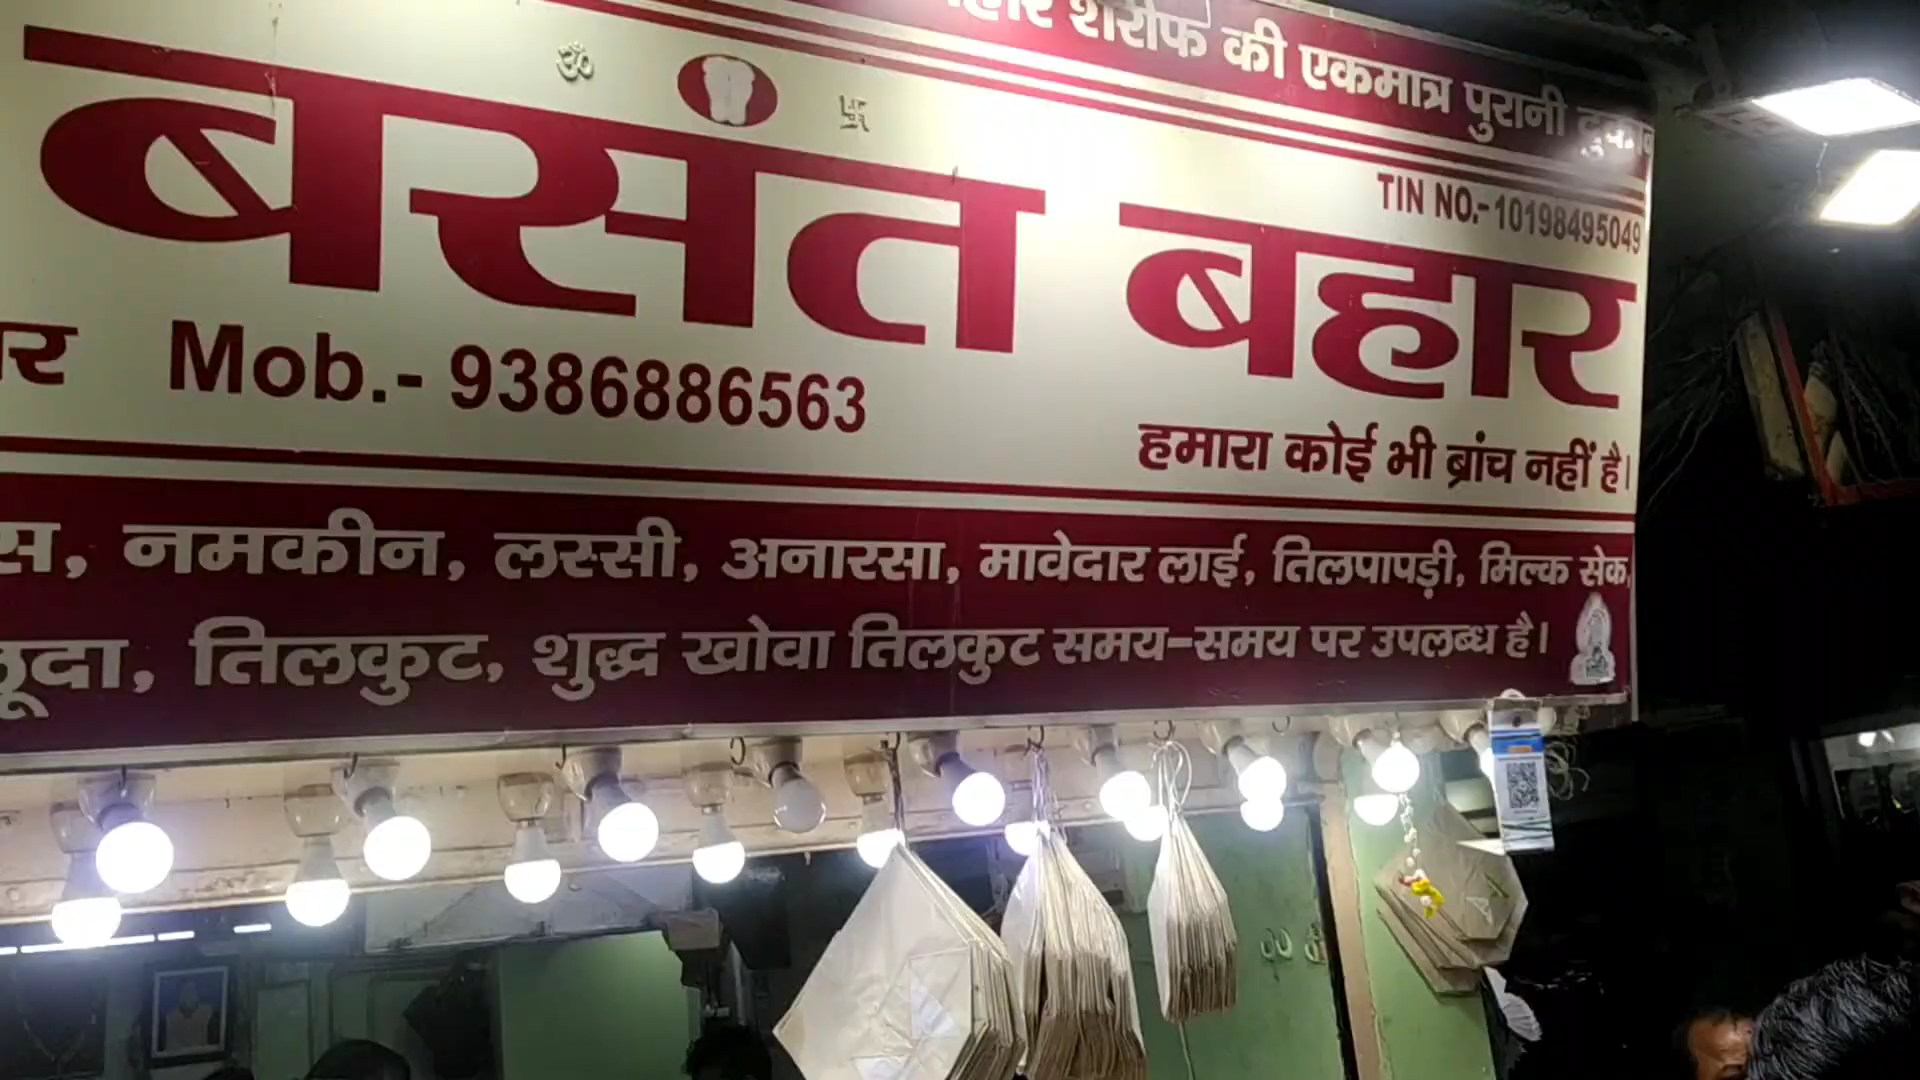 शरीफ की एकमात्र पुरानी
ॐ
TIN NO.-10198495049
बसंत बहार
Mob.- 9386886563
हमारा कोई भी ब्रांच नहीं है।
नमकीन, लस्सी, अनारसा, मावेदार लाई, तिलपापड़ी, मिल्क सेक,
तिलकुट, शुद्ध खोवा तिलकुट समय-समय पर उपलब्ध है।